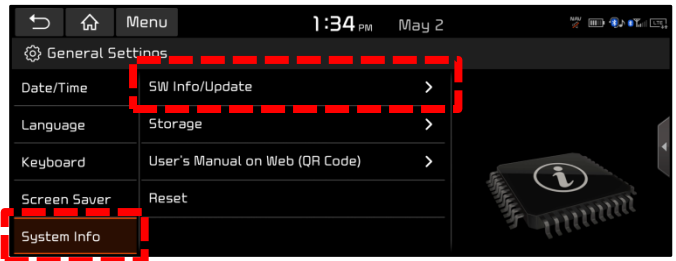 Menu
1:34 PM
May 2
General Settings
Date/Time
SW Info/Update
Language
Storage
Keyboard
User's Manual on Web (QR Code)
Screen Saver
Reset
System Info
i
LTE